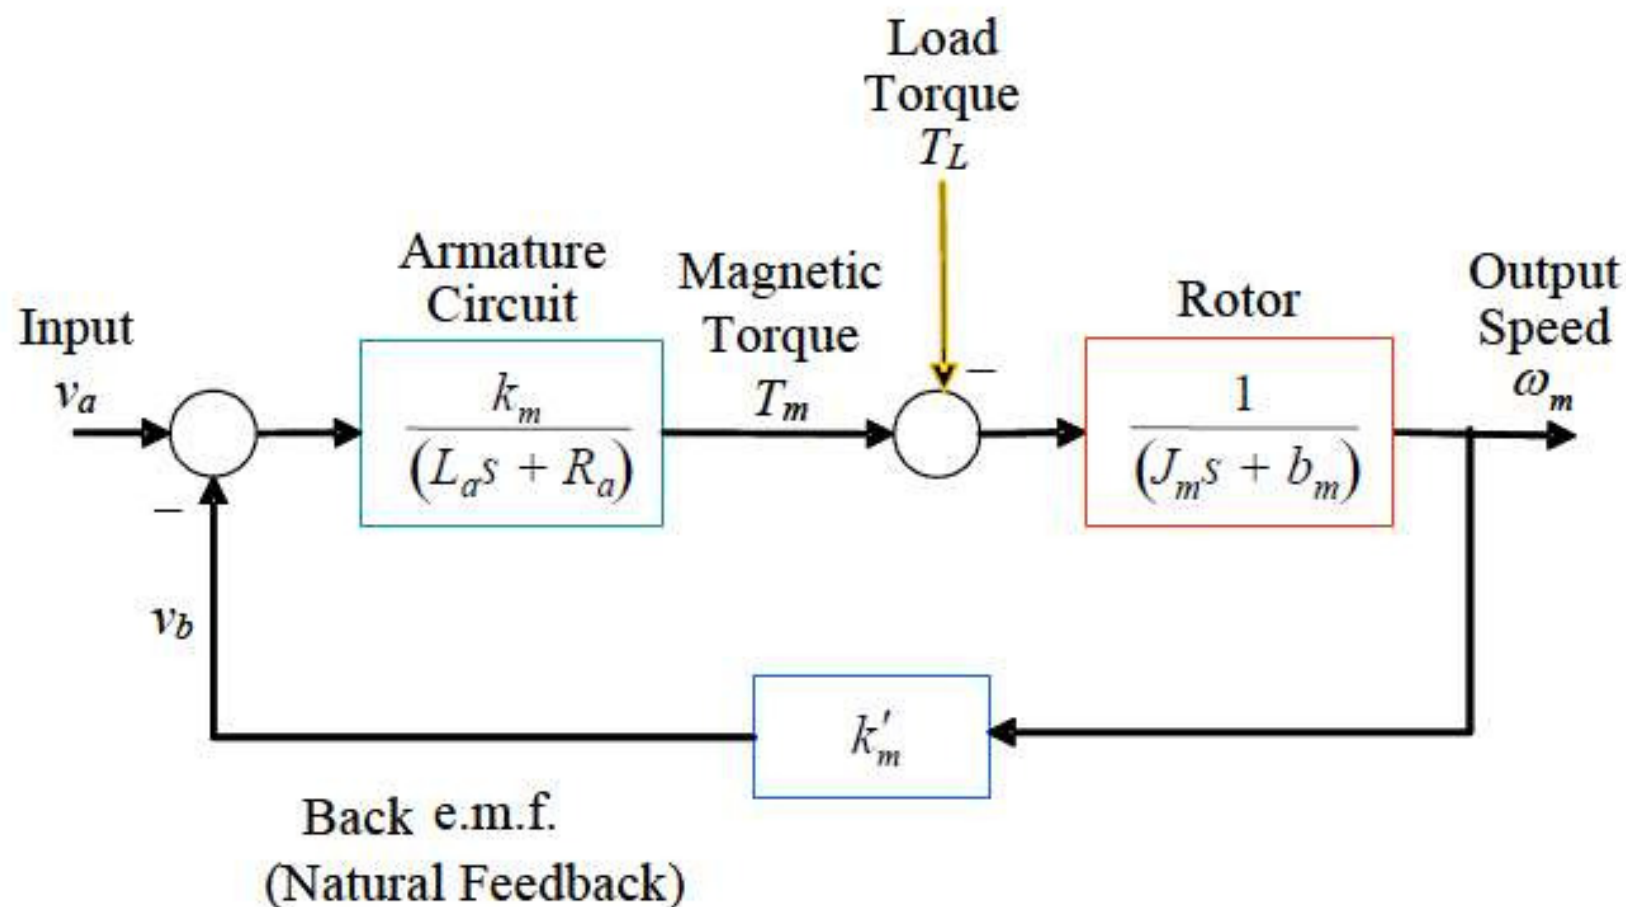 Load
Torque
T_L
Armature
Circuit
Magnetic
Torque
T_m
Rotor
Output
Speed
ω_m
Input
v_a
k_m
(L_a s + R_a)
1
(J_m s + b_m)
−
−
v_b
k'_m
Back e.m.f.
(Natural Feedback)